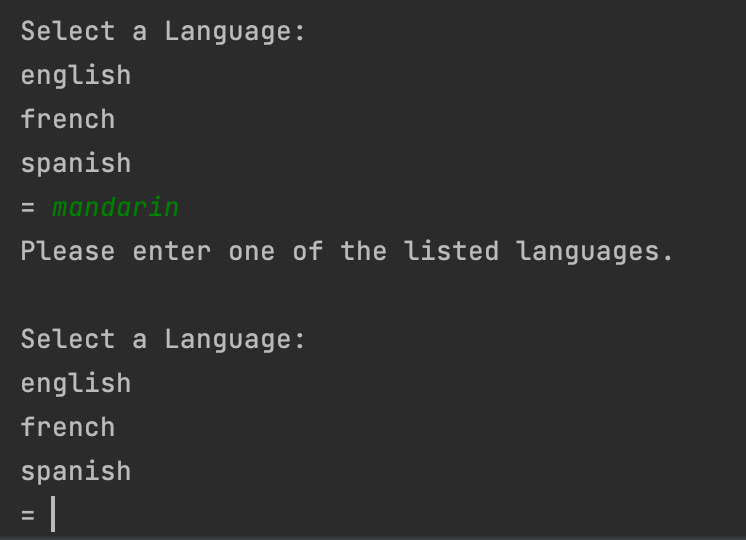 Select a Language:
english
french
spanish
= mandarin
Please enter one of the listed languages.
Select a Language:
english
french
spanish
=